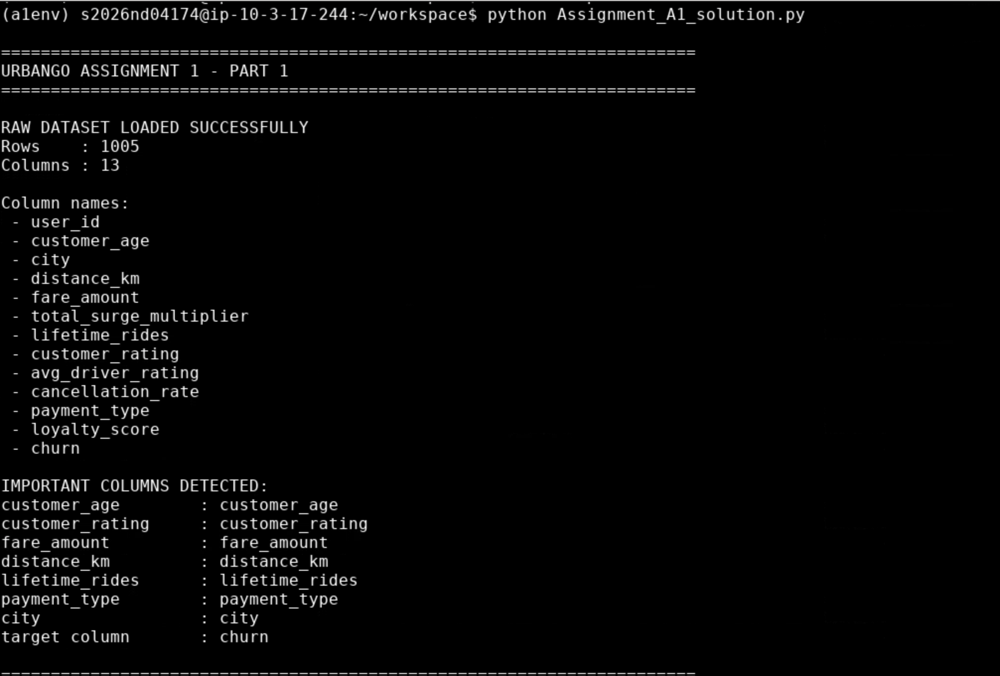 (a1env) s2026nd04174@ip-10-3-17-244:~/workspace$ python Assignment_A1_solution.py
======================================================================
URBANGO ASSIGNMENT 1 - PART 1
======================================================================
RAW DATASET LOADED SUCCESSFULLY
Rows    : 1005
Columns : 13
Column names:
 - user_id
 - customer_age
 - city
 - distance_km
 - fare_amount
 - total_surge_multiplier
 - lifetime_rides
 - customer_rating
 - avg_driver_rating
 - cancellation_rate
 - payment_type
 - loyalty_score
 - churn
IMPORTANT COLUMNS DETECTED:
customer_age        : customer_age
customer_rating     : customer_rating
fare_amount         : fare_amount
distance_km         : distance_km
lifetime_rides      : lifetime_rides
payment_type        : payment_type
city                : city
target column       : churn
======================================================================